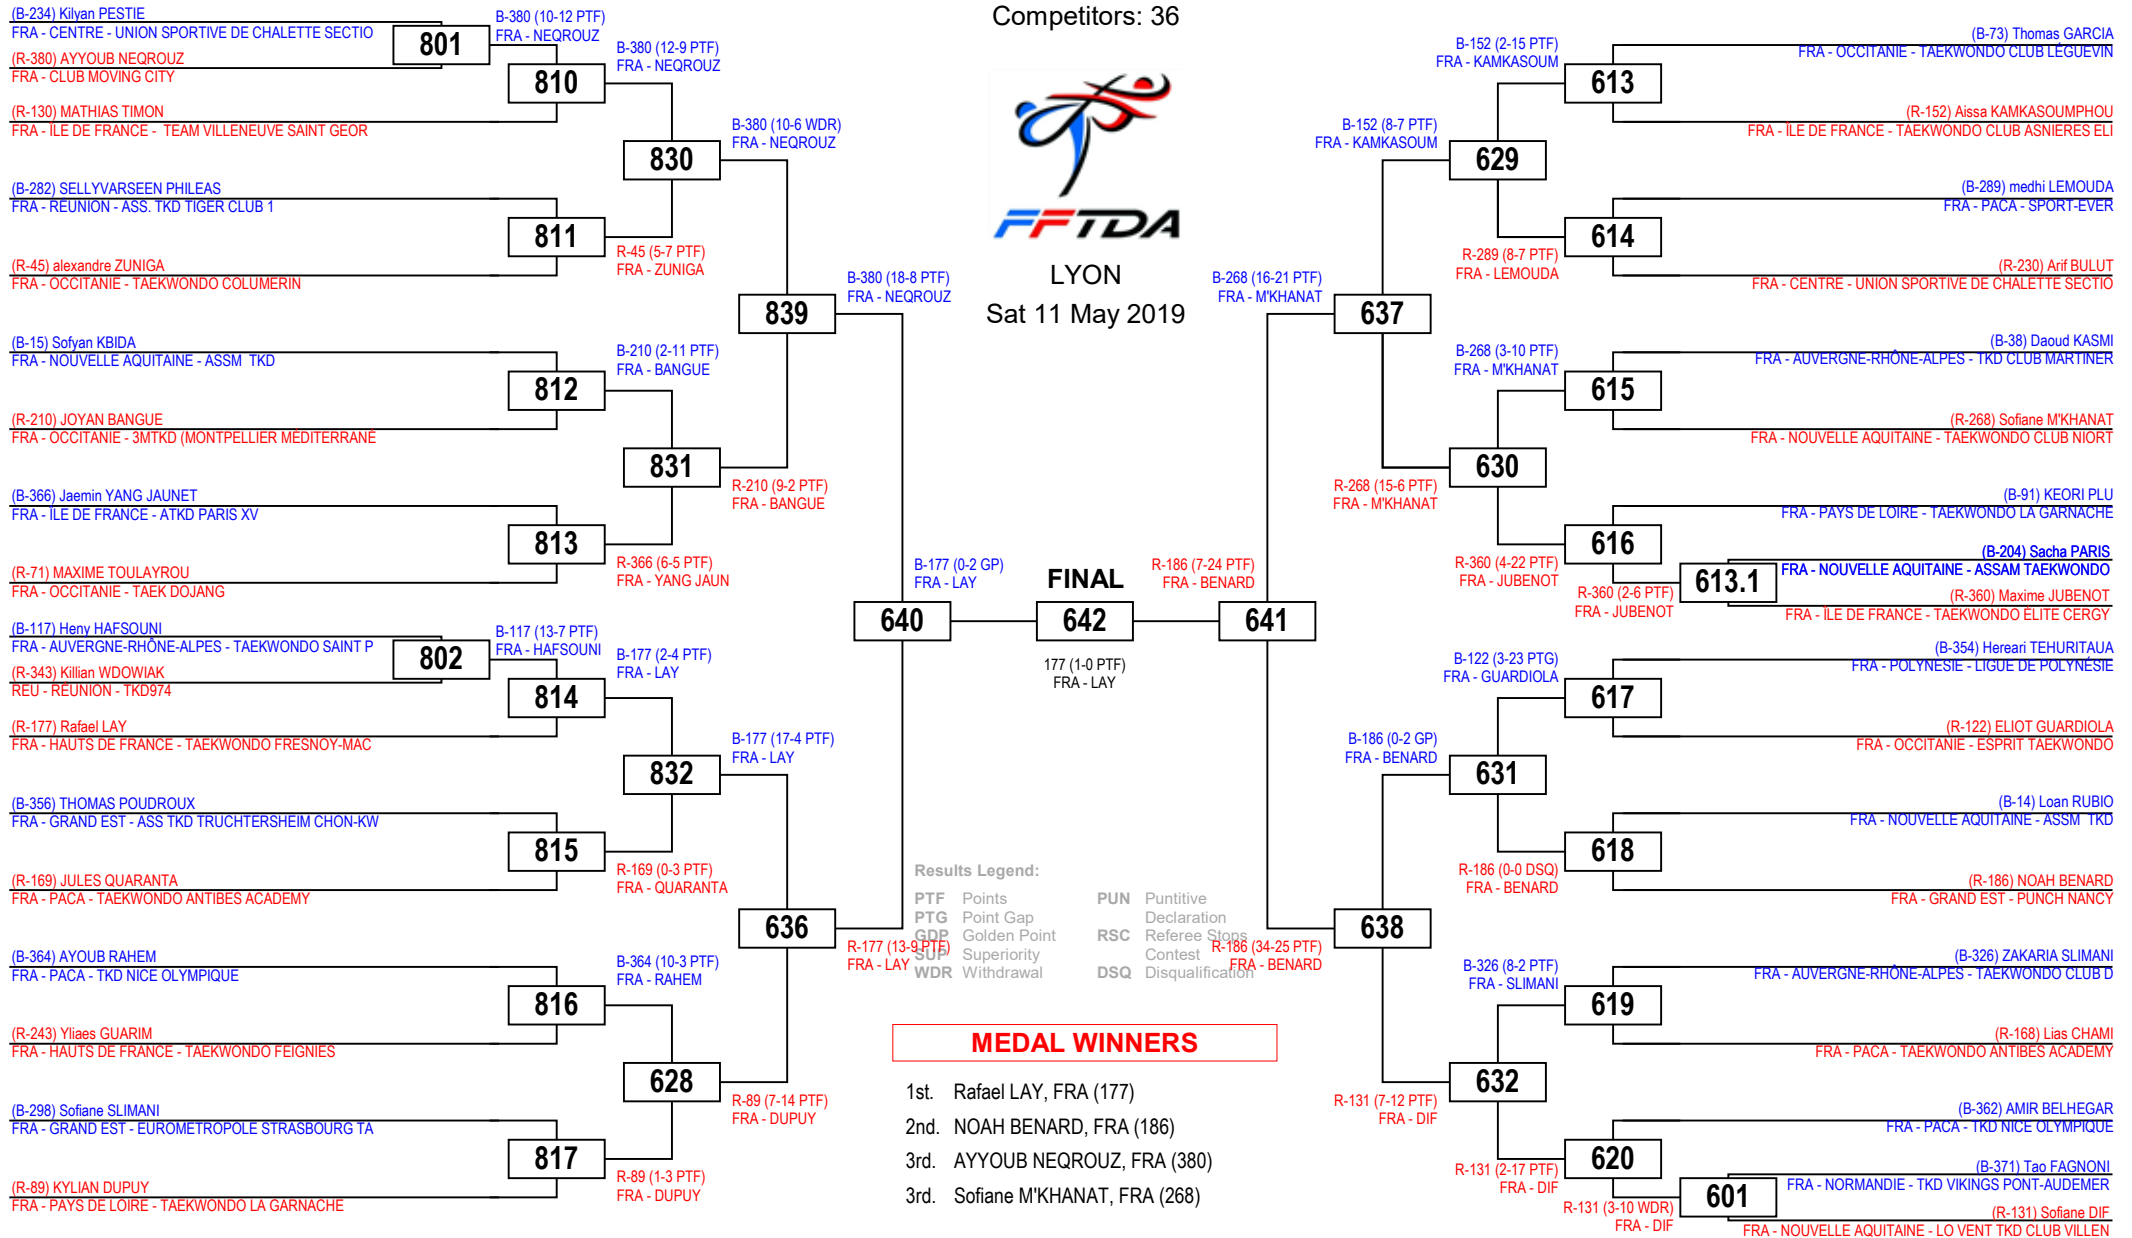 Competitors: 36
FFTDA
LYON
Sat 11 May 2019
(B-234) Kilyan PESTIE
FRA - CENTRE - UNION SPORTIVE DE CHALETTE SECTIO
(R-380) AYYOUB NEQROUZ
FRA - CLUB MOVING CITY
801
B-380 (10-12 PTF)
FRA - NEQROUZ
(R-130) MATHIAS TIMON
FRA - ÎLE DE FRANCE -  TEAM VILLENEUVE SAINT GEOR
810
B-380 (12-9 PTF)
FRA - NEQROUZ
(B-282) SELLYVARSEEN PHILEAS
FRA - RÉUNION - ASS. TKD TIGER CLUB 1
(R-45) alexandre ZUNIGA
FRA - OCCITANIE - TAEKWONDO COLUMERIN
811
R-45 (5-7 PTF)
FRA - ZUNIGA
830
B-380 (10-6 WDR)
FRA - NEQROUZ
(B-15) Sofyan KBIDA
FRA - NOUVELLE AQUITAINE - ASSM  TKD
(R-210) JOYAN BANGUE
FRA - OCCITANIE - 3MTKD (MONTPELLIER MÉDITERRANÉ
812
B-210 (2-11 PTF)
FRA - BANGUE
(B-366) Jaemin YANG JAUNET
FRA - ÎLE DE FRANCE - ATKD PARIS XV
(R-71) MAXIME TOULAYROU
FRA - OCCITANIE - TAEK DOJANG
813
R-366 (6-5 PTF)
FRA - YANG JAUN
831
R-210 (9-2 PTF)
FRA - BANGUE
839
B-380 (18-8 PTF)
FRA - NEQROUZ
(B-117) Heny HAFSOUNI
FRA - AUVERGNE-RHÔNE-ALPES - TAEKWONDO SAINT P
(R-343) Killian WDOWIAK
REU - RÉUNION - TKD974
802
B-117 (13-7 PTF)
FRA - HAFSOUNI
(R-177) Rafael LAY
FRA - HAUTS DE FRANCE - TAEKWONDO FRESNOY-MAC
814
B-177 (2-4 PTF)
FRA - LAY
(B-356) THOMAS POUDROUX
FRA - GRAND EST - ASS TKD TRUCHTERSHEIM CHON-KW
(R-169) JULES QUARANTA
FRA - PACA - TAEKWONDO ANTIBES ACADEMY
815
R-169 (0-3 PTF)
FRA - QUARANTA
832
B-177 (17-4 PTF)
FRA - LAY
(B-364) AYOUB RAHEM
FRA - PACA - TKD NICE OLYMPIQUE
(R-243) Yliaes GUARIM
FRA - HAUTS DE FRANCE - TAEKWONDO FEIGNIES
816
B-364 (10-3 PTF)
FRA - RAHEM
(B-298) Sofiane SLIMANI
FRA - GRAND EST - EUROMETROPOLE STRASBOURG TA
(R-89) KYLIAN DUPUY
FRA - PAYS DE LOIRE - TAEKWONDO LA GARNACHE
817
R-89 (1-3 PTF)
FRA - DUPUY
628
R-89 (7-14 PTF)
FRA - DUPUY
636
R-177 (13-9 PTF)
FRA - LAY
640
B-177 (0-2 GP)
FRA - LAY
FINAL
642
177 (1-0 PTF)
FRA - LAY
R-186 (7-24 PTF)
FRA - BENARD
641
B-268 (16-21 PTF)
FRA - M'KHANAT
637
B-152 (8-7 PTF)
FRA - KAMKASOUM
629
B-152 (2-15 PTF)
FRA - KAMKASOUM
613
(B-73) Thomas GARCIA
FRA - OCCITANIE - TAEKWONDO CLUB LÉGUEVIN
(R-152) Aissa KAMKASOUMPHOU
FRA - ÎLE DE FRANCE - TAEKWONDO CLUB ASNIERES ELI
R-289 (8-7 PTF)
FRA - LEMOUDA
614
(B-289) medhi LEMOUDA
FRA - PACA - SPORT-EVER
(R-230) Arif BULUT
FRA - CENTRE - UNION SPORTIVE DE CHALETTE SECTIO
R-268 (15-6 PTF)
FRA - M'KHANAT
630
B-268 (3-10 PTF)
FRA - M'KHANAT
615
(B-38) Daoud KASMI
FRA - AUVERGNE-RHÔNE-ALPES - TKD CLUB MARTINER
(R-268) Sofiane M'KHANAT
FRA - NOUVELLE AQUITAINE - TAEKWONDO CLUB NIORT
R-360 (4-22 PTF)
FRA - JUBENOT
616
(B-91) KEORI PLU
FRA - PAYS DE LOIRE - TAEKWONDO LA GARNACHE
R-360 (2-6 PTF)
FRA - JUBENOT
613.1
(B-204) Sacha PARIS
FRA - NOUVELLE AQUITAINE - ASSAM TAEKWONDO
(R-360) Maxime JUBENOT
FRA - ÎLE DE FRANCE - TAEKWONDO ÉLITE CERGY
R-186 (34-25 PTF)
FRA - BENARD
638
B-186 (0-2 GP)
FRA - BENARD
631
B-122 (3-23 PTG)
FRA - GUARDIOLA
617
(B-354) Hereari TEHURITAUA
FRA - POLYNÉSIE - LIGUE DE POLYNÉSIE
(R-122) ELIOT GUARDIOLA
FRA - OCCITANIE - ESPRIT TAEKWONDO
R-186 (0-0 DSQ)
FRA - BENARD
618
(B-14) Loan RUBIO
FRA - NOUVELLE AQUITAINE - ASSM  TKD
(R-186) NOAH BENARD
FRA - GRAND EST - PUNCH NANCY
R-131 (7-12 PTF)
FRA - DIF
632
B-326 (8-2 PTF)
FRA - SLIMANI
619
(B-326) ZAKARIA SLIMANI
FRA - AUVERGNE-RHÔNE-ALPES - TAEKWONDO CLUB D
(R-168) Lias CHAMI
FRA - PACA - TAEKWONDO ANTIBES ACADEMY
R-131 (2-17 PTF)
FRA - DIF
620
(B-362) AMIR BELHEGAR
FRA - PACA - TKD NICE OLYMPIQUE
R-131 (3-10 WDR)
FRA - DIF
601
(B-371) Tao FAGNONI
FRA - NORMANDIE - TKD VIKINGS PONT-AUDEMER
(R-131) Sofiane DIF
FRA - NOUVELLE AQUITAINE - LO VENT TKD CLUB VILLEN
Results Legend:
PTF Points
PTG Point Gap
GDP Golden Point
SUP Superiority
WDR Withdrawal
PUN Puntitive
Declaration
RSC Referee Stops
Contest
DSQ Disqualification
MEDAL WINNERS
1st. Rafael LAY, FRA (177)
2nd. NOAH BENARD, FRA (186)
3rd. AYYOUB NEQROUZ, FRA (380)
3rd. Sofiane M'KHANAT, FRA (268)